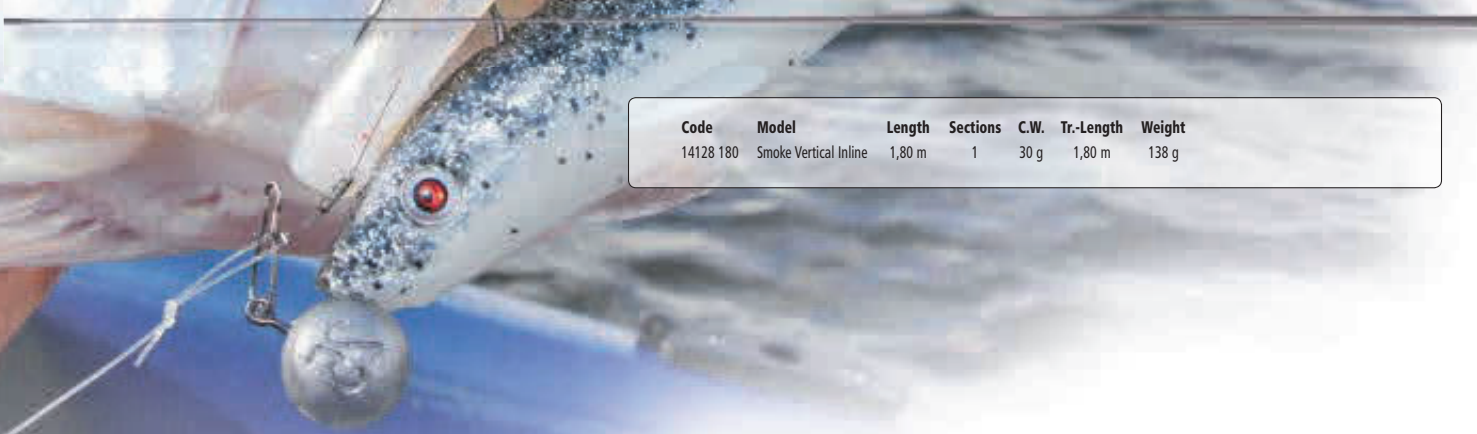 Code Model Length Sections C.W. Tr.-Length Weight
14128 180 Smoke Vertical Inline 1,80 m 1 30 g 1,80 m 138 g